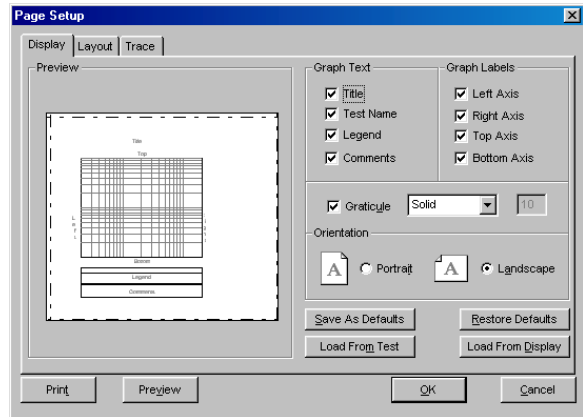 Page Setup
Display Layout Trace
Preview
Title
Top
Left
Bottom
Legend
Comments
Graph Text
Title
Test Name
Legend
Comments
Graph Labels
Left Axis
Right Axis
Top Axis
Bottom Axis
Graticule Solid 10
Orientation
A Portrait A Landscape
Save As Defaults Restore Defaults
Load From Test Load From Display
Print Preview OK Cancel